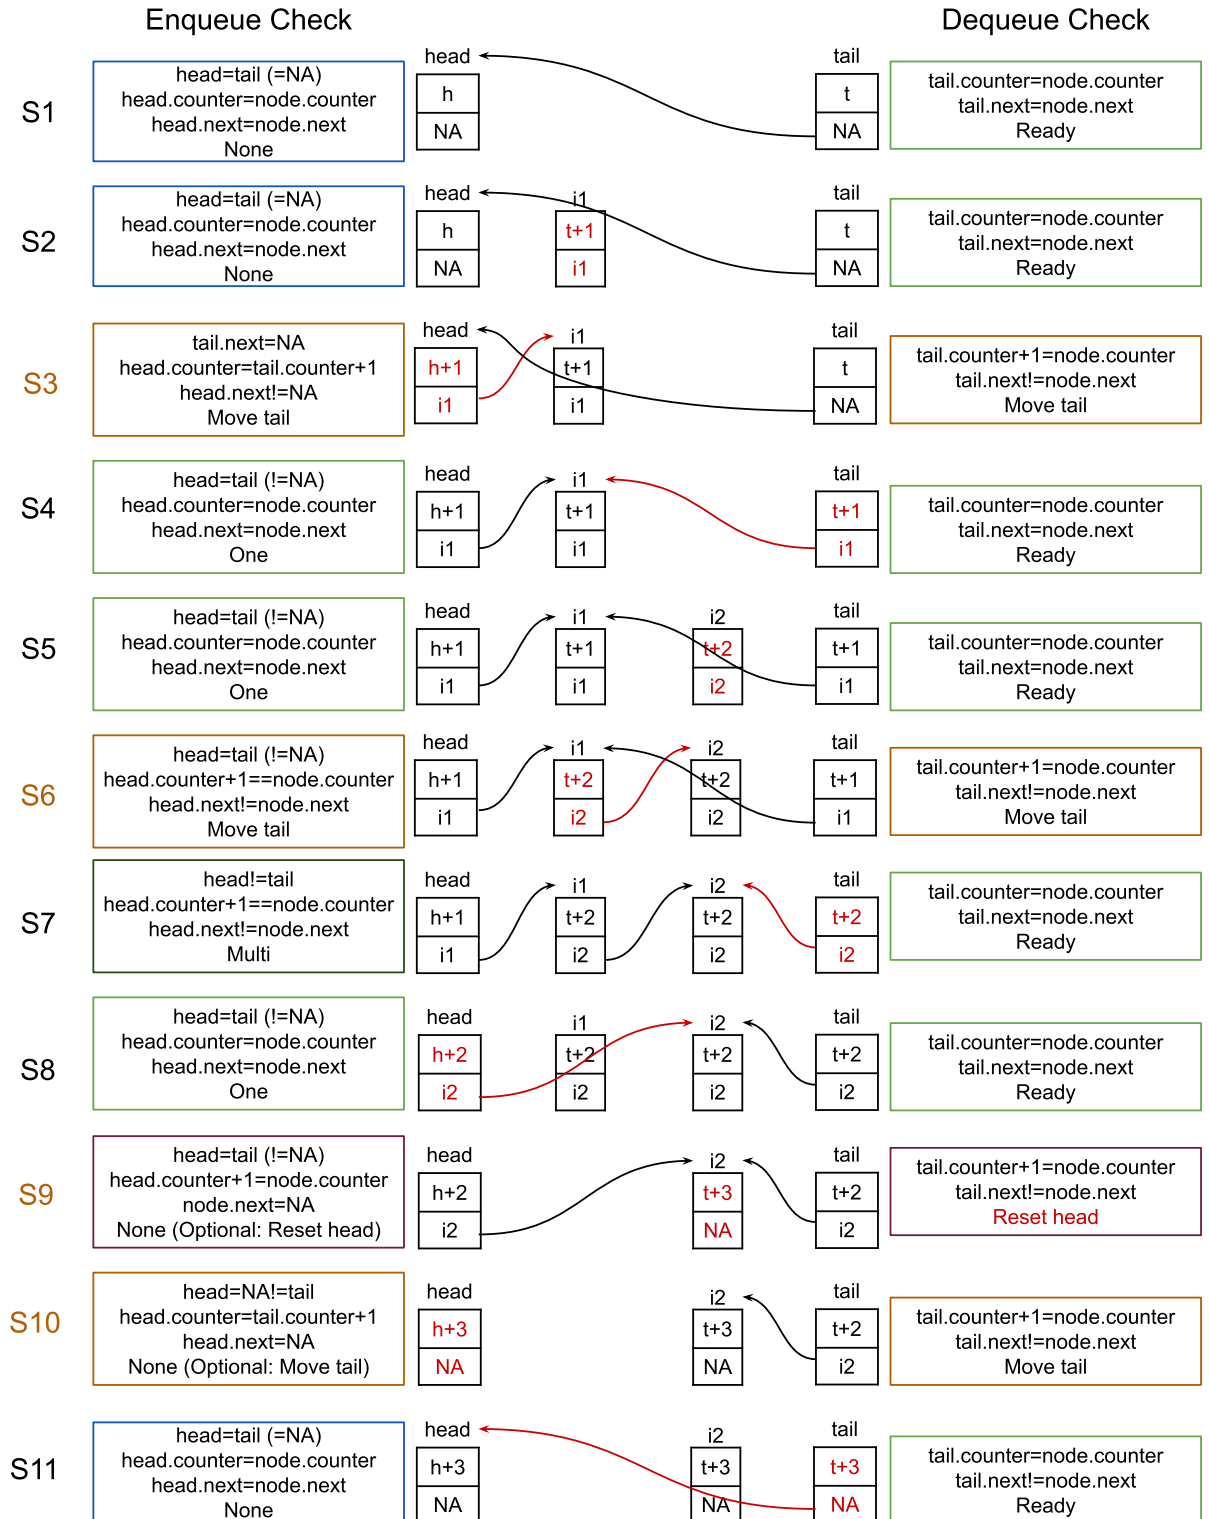 Enqueue Check
Dequeue Check
S1
head=tail (=NA)
head.counter=node.counter
head.next=node.next
None
head
h
NA
tail
t
NA
tail.counter=node.counter
tail.next=node.next
Ready
S2
head=tail (=NA)
head.counter=node.counter
head.next=node.next
None
head
h
NA
i1
t+1
i1
tail
t
NA
tail.counter=node.counter
tail.next=node.next
Ready
S3
tail.next=NA
head.counter=tail.counter+1
head.next!=NA
Move tail
head
h+1
i1
i1
t+1
i1
tail
t
NA
tail.counter+1=node.counter
tail.next!=node.next
Move tail
S4
head=tail (!=NA)
head.counter=node.counter
head.next=node.next
One
head
h+1
i1
i1
t+1
i1
tail
t+1
i1
tail.counter=node.counter
tail.next=node.next
Ready
S5
head=tail (!=NA)
head.counter=node.counter
head.next=node.next
One
head
h+1
i1
i1
t+1
i1
i2
t+2
i2
tail
t+1
i1
tail.counter=node.counter
tail.next=node.next
Ready
S6
head=tail (!=NA)
head.counter+1==node.counter
head.next!=node.next
Move tail
head
h+1
i1
i1
t+2
i2
i2
t+2
i2
tail
t+1
i1
tail.counter+1=node.counter
tail.next!=node.next
Move tail
S7
head!=tail
head.counter+1==node.counter
head.next!=node.next
Multi
head
h+1
i1
i1
t+2
i2
i2
t+2
i2
tail
t+2
i2
tail.counter=node.counter
tail.next=node.next
Ready
S8
head=tail (!=NA)
head.counter=node.counter
head.next=node.next
One
head
h+2
i2
i1
t+2
i2
i2
t+2
i2
tail
t+2
i2
tail.counter=node.counter
tail.next=node.next
Ready
S9
head=tail (!=NA)
head.counter+1=node.counter
node.next=NA
None (Optional: Reset head)
head
h+2
i2
i2
t+3
NA
tail
t+2
i2
tail.counter+1=node.counter
tail.next!=node.next
Reset head
S10
head=NA!=tail
head.counter=tail.counter+1
head.next=NA
None (Optional: Move tail)
head
h+3
NA
i2
t+3
NA
tail
t+2
i2
tail.counter+1=node.counter
tail.next!=node.next
Move tail
S11
head=tail (=NA)
head.counter=node.counter
head.next=node.next
None
head
h+3
NA
i2
t+3
NA
tail
t+3
NA
tail.counter=node.counter
tail.next!=node.next
Ready